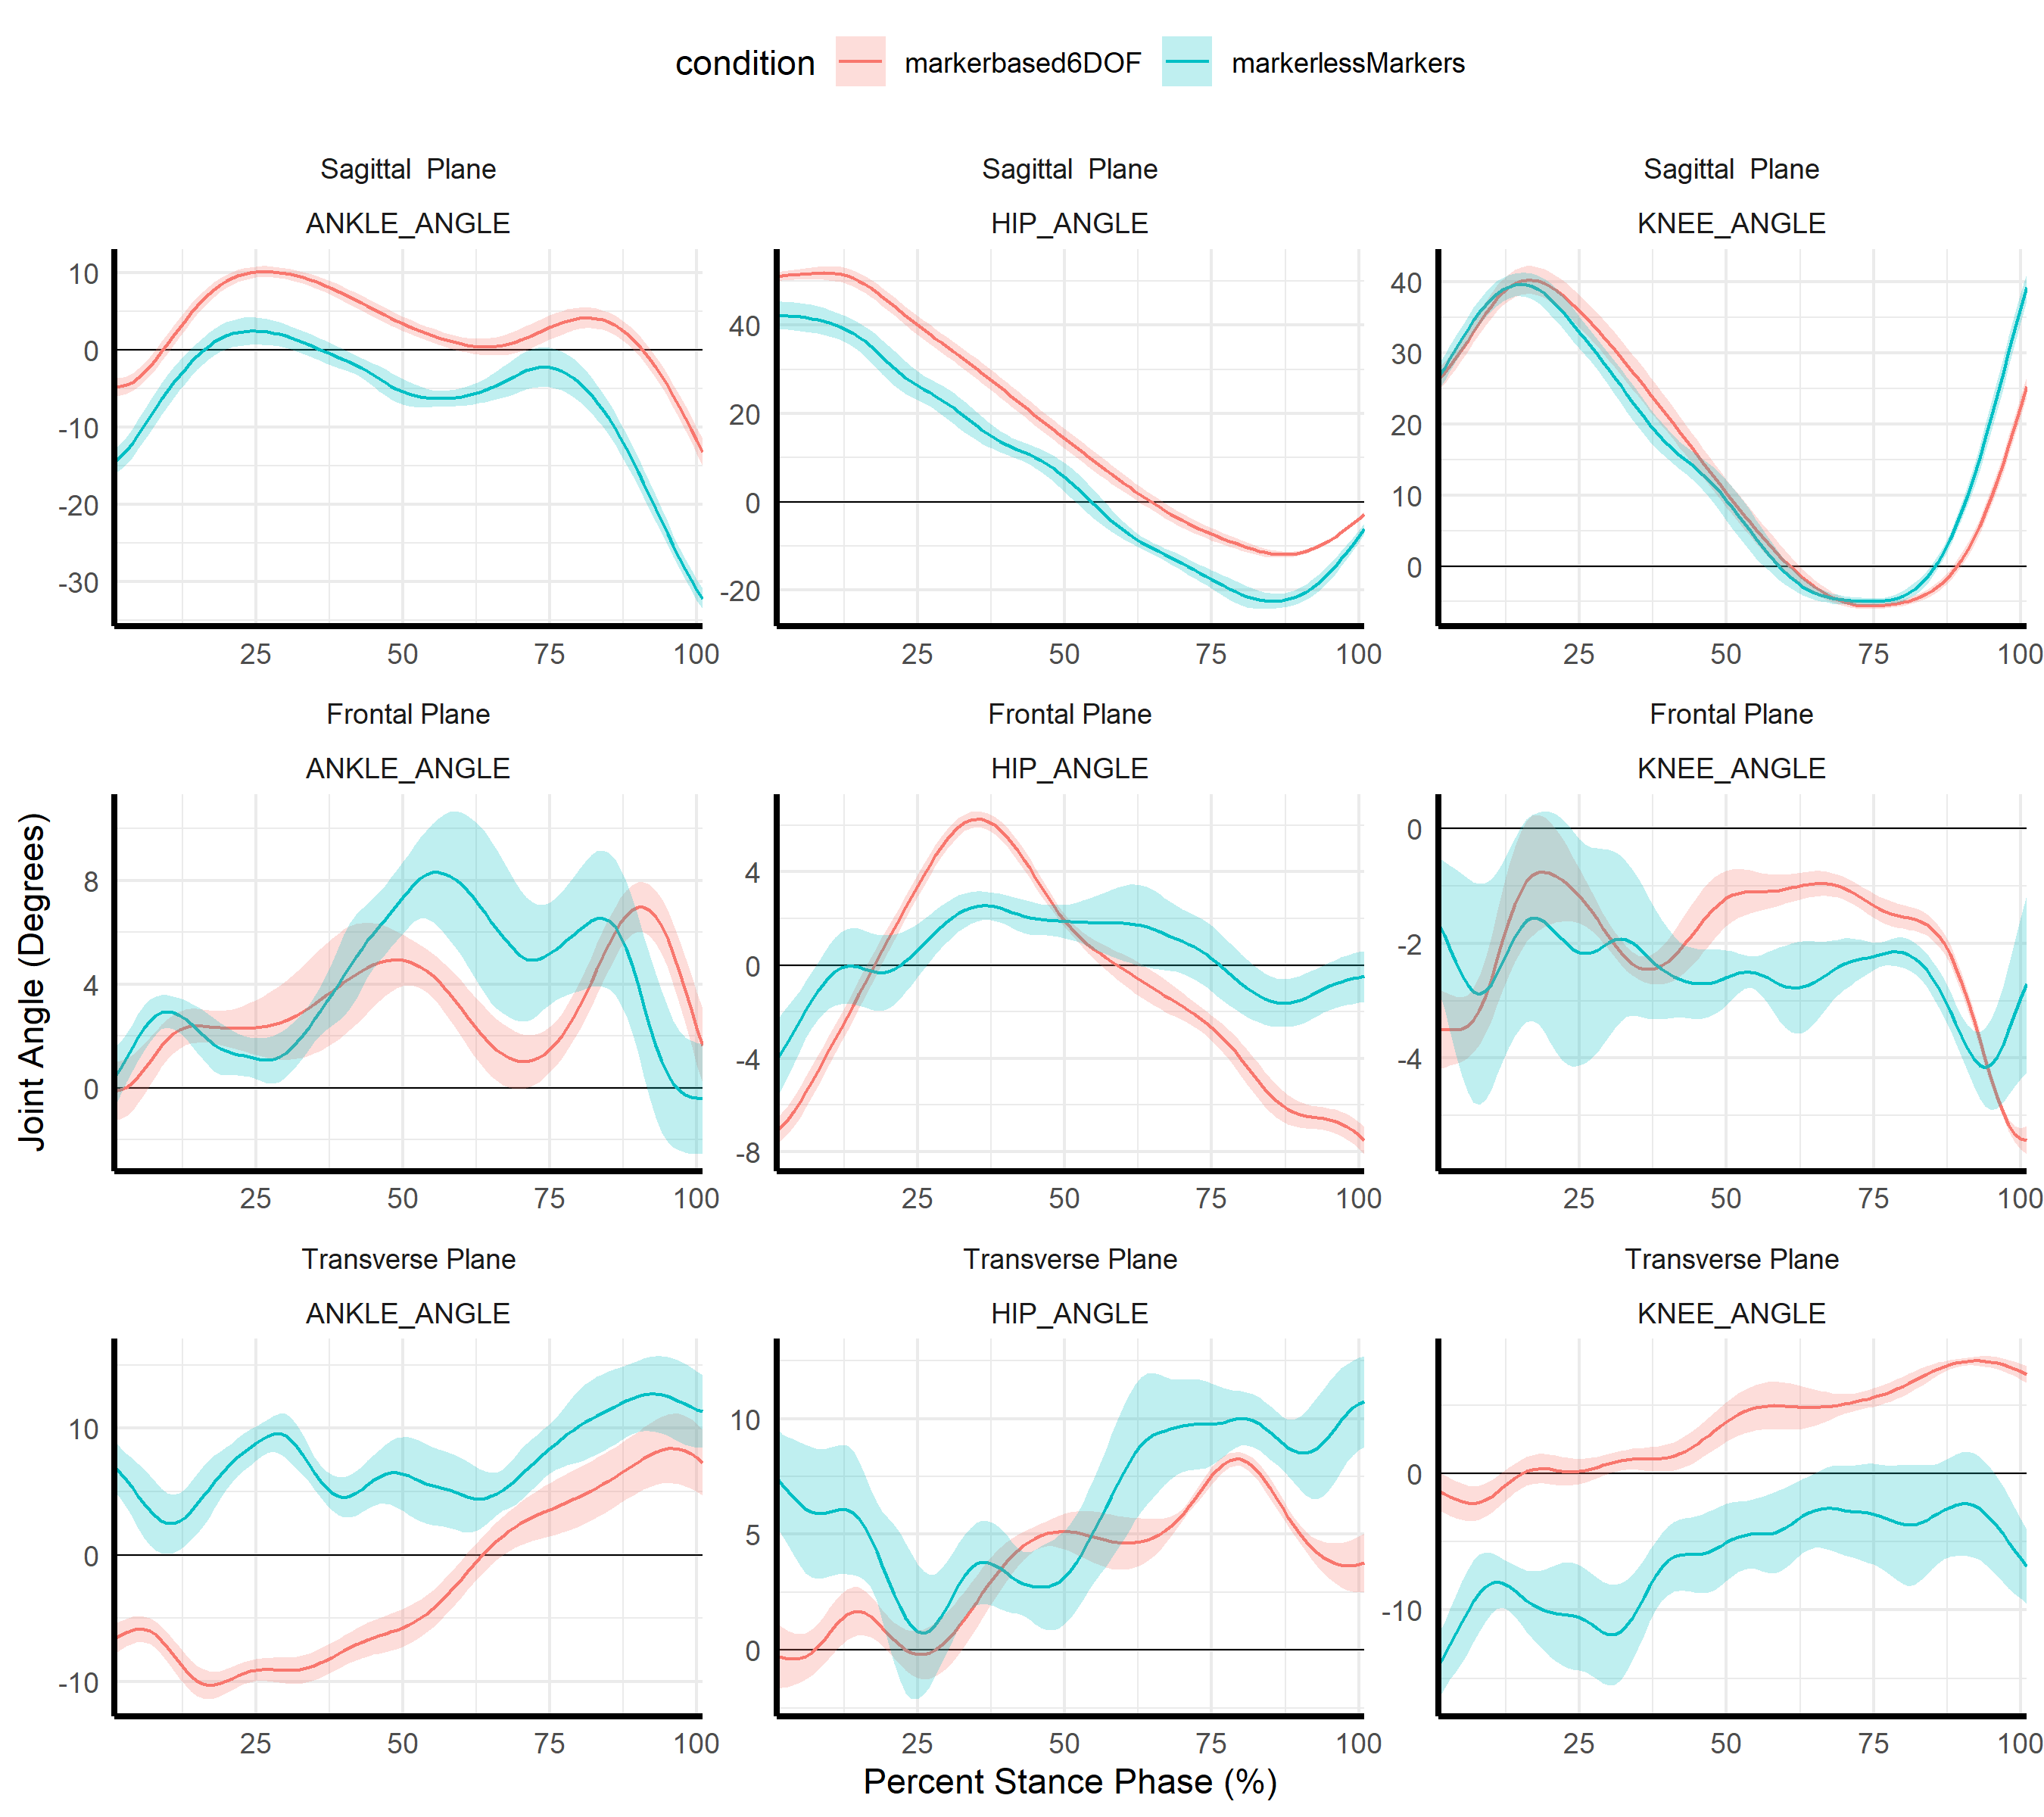 condition markerbased6DOF markerlessMarkers
Sagittal  Plane Sagittal  Plane Sagittal  Plane
ANKLE_ANGLE HIP_ANGLE KNEE_ANGLE
10
0
-10
-20
-30
40
20
0
-20
40
30
20
10
0
25 50 75 100 25 50 75 100 25 50 75 100
Frontal Plane Frontal Plane Frontal Plane
ANKLE_ANGLE HIP_ANGLE KNEE_ANGLE
Joint Angle (Degrees)
8
4
0
4
0
-4
-8
0
-2
-4
25 50 75 100 25 50 75 100 25 50 75 100
Transverse Plane Transverse Plane Transverse Plane
ANKLE_ANGLE HIP_ANGLE KNEE_ANGLE
10
0
-10
10
5
0
0
-10
25 50 75 100 25 50 75 100 25 50 75 100
Percent Stance Phase (%)